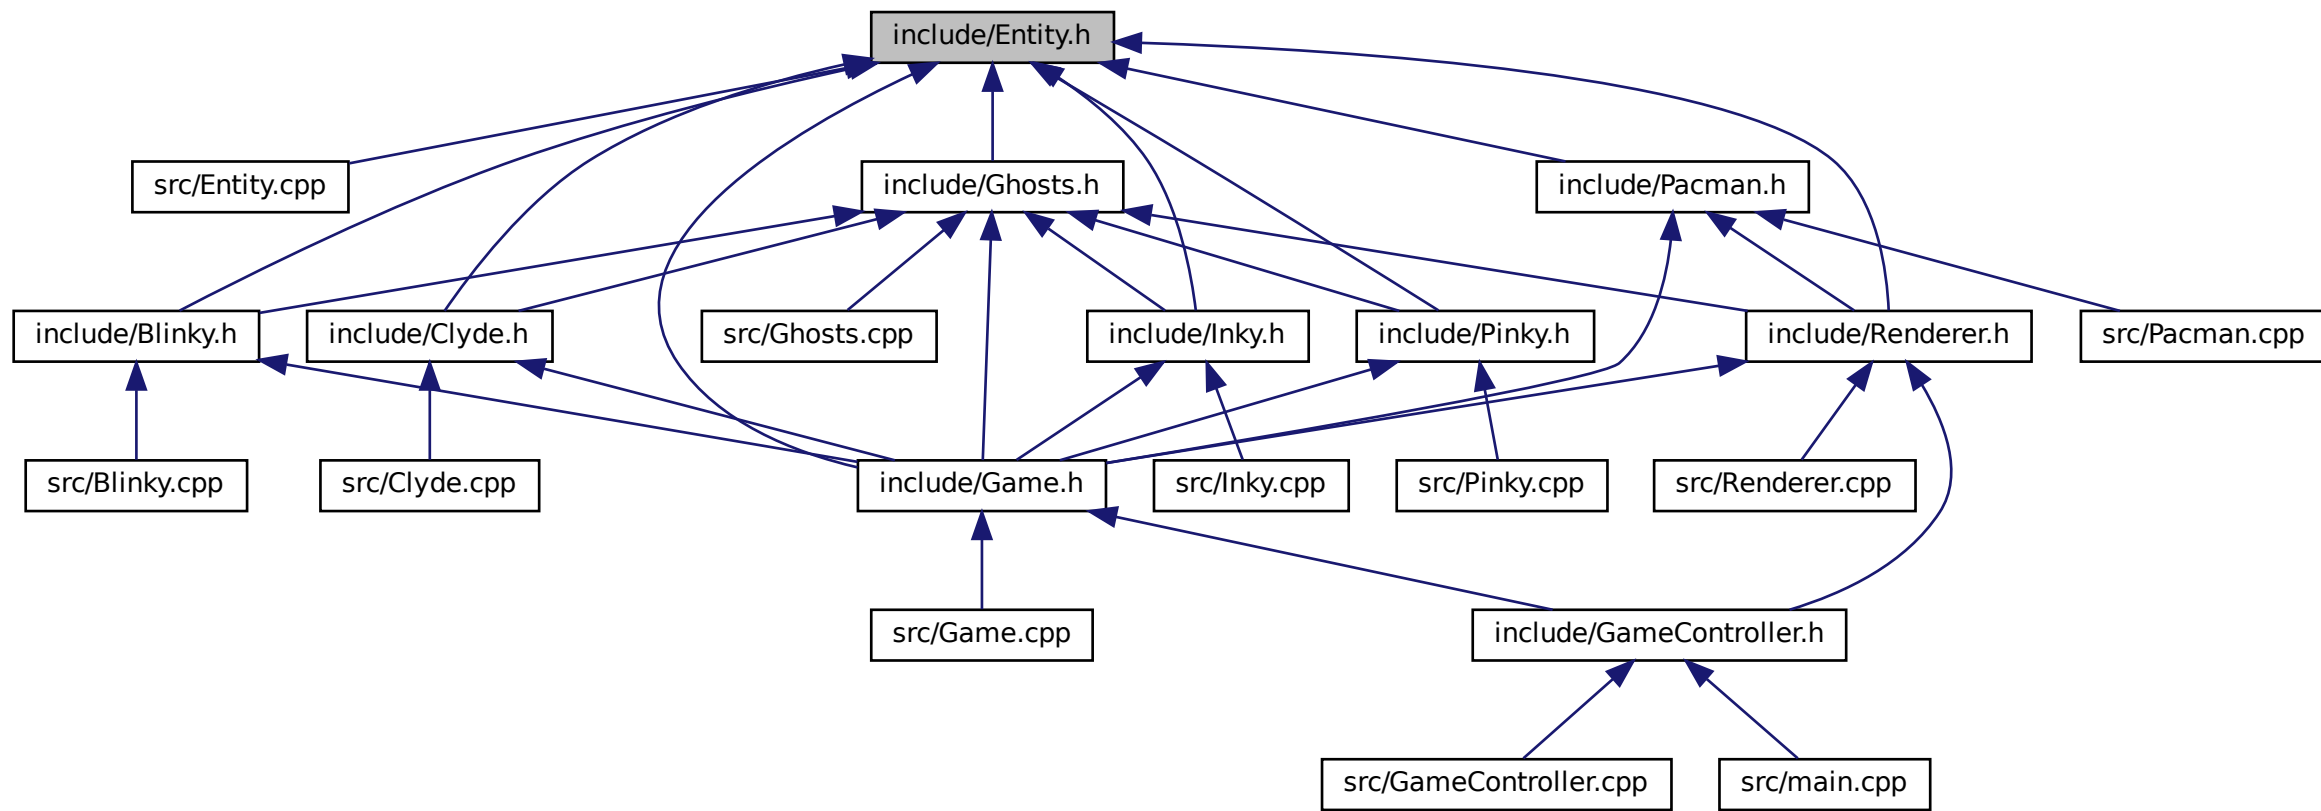 include/Entity.h
src/Entity.cpp
include/Ghosts.h
include/Pacman.h
include/Blinky.h
include/Clyde.h
src/Ghosts.cpp
include/Inky.h
include/Pinky.h
include/Renderer.h
src/Pacman.cpp
src/Blinky.cpp
src/Clyde.cpp
include/Game.h
src/Inky.cpp
src/Pinky.cpp
src/Renderer.cpp
src/Game.cpp
include/GameController.h
src/GameController.cpp
src/main.cpp